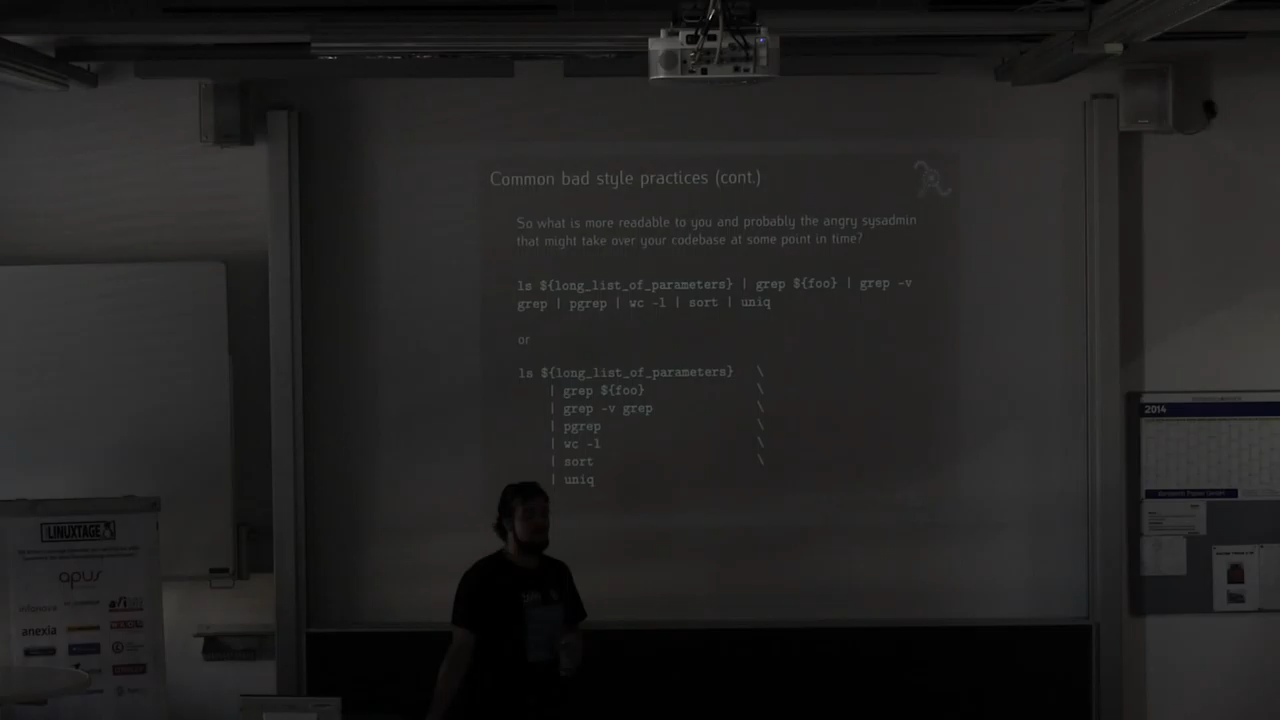 Common bad style practices (cont.)
So what is more readable to you and probably the angry sysadmin
that might take over your codebase at some point in time?
ls ${long_list_of_parameters} | grep ${foo} | grep -v
grep | pgrep | wc -l | sort | uniq
or
ls ${long_list_of_parameters} \
| grep ${foo} \
| grep -v grep \
| pgrep \
| wc -l \
| sort \
| uniq
2014
LINUXTAGE
apus
anexia